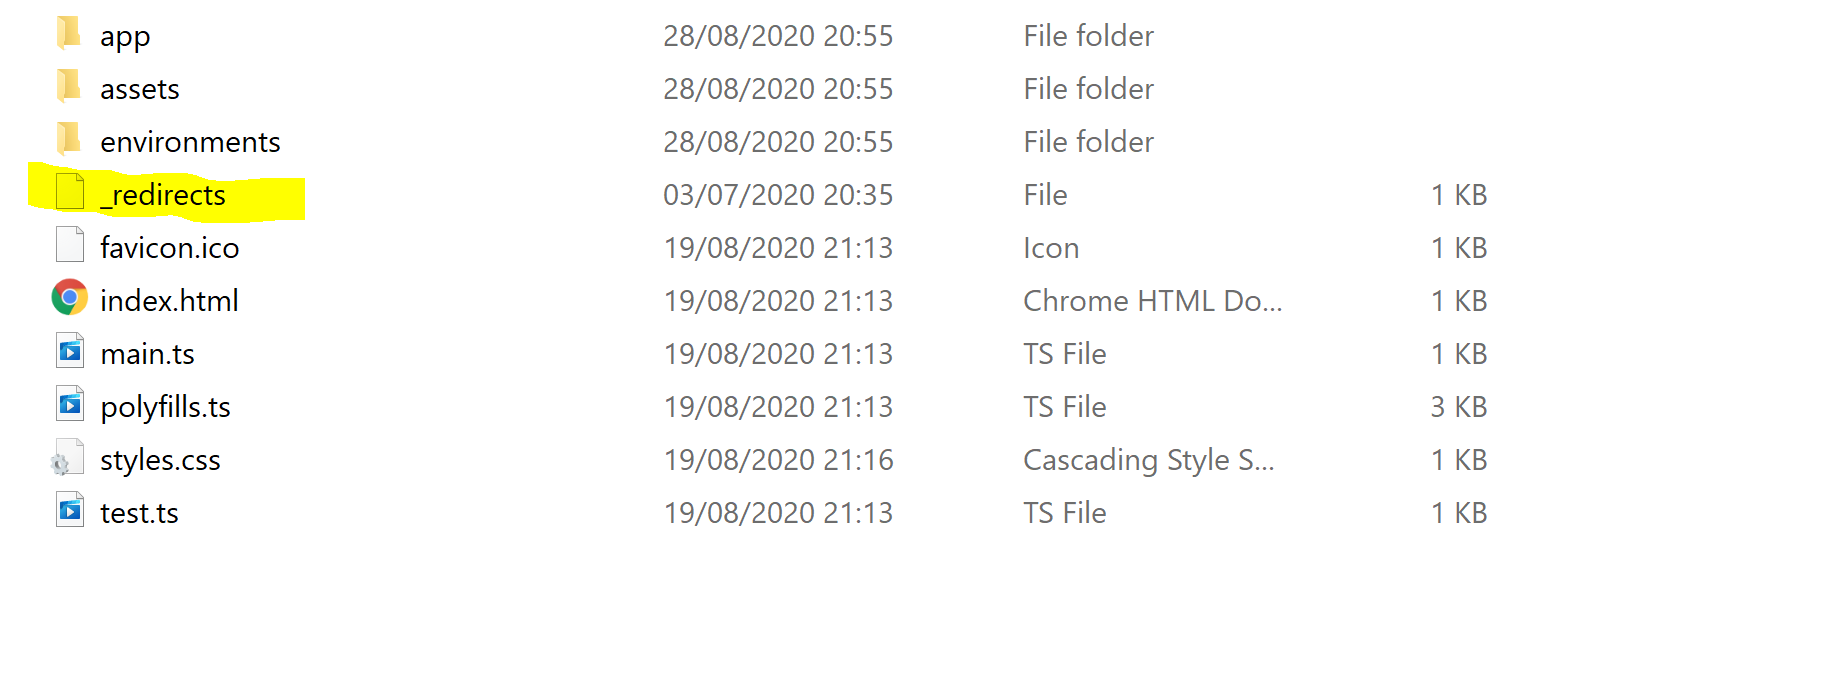 app 28/08/2020 20:55 File folder
assets 28/08/2020 20:55 File folder
environments 28/08/2020 20:55 File folder
_redirects 03/07/2020 20:35 File 1 KB
favicon.ico 19/08/2020 21:13 Icon 1 KB
index.html 19/08/2020 21:13 Chrome HTML Do... 1 KB
main.ts 19/08/2020 21:13 TS File 1 KB
polyfills.ts 19/08/2020 21:13 TS File 3 KB
styles.css 19/08/2020 21:16 Cascading Style S... 1 KB
test.ts 19/08/2020 21:13 TS File 1 KB